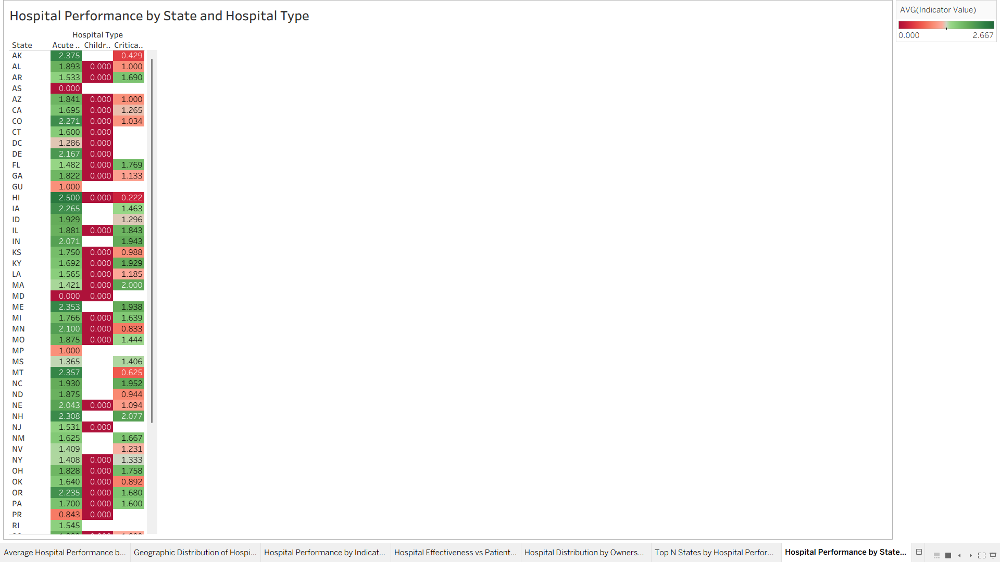 Hospital Performance by State and Hospital Type
AVG(Indicator Value)
0.000 2.667
Hospital Type
State Acute .. Childr.. Critica..
AK 2.375 0.429
AL 1.893 0.000 1.000
AR 1.533 0.000 1.690
AS 0.000
AZ 1.841 0.000 1.000
CA 1.695 0.000 1.265
CO 2.271 0.000 1.034
CT 1.600 0.000
DC 1.286 0.000
DE 2.167 0.000
FL 1.482 0.000 1.769
GA 1.822 0.000 1.133
GU 1.000
HI 2.500 0.000 0.222
IA 2.265 1.463
ID 1.929 1.296
IL 1.881 0.000 1.843
IN 2.071 1.943
KS 1.750 0.000 0.988
KY 1.692 0.000 1.929
LA 1.565 0.000 1.185
MA 1.421 0.000 2.000
MD 0.000 0.000
ME 2.353 1.938
MI 1.766 0.000 1.639
MN 2.100 0.000 0.833
MO 1.875 0.000 1.444
MP 1.000
MS 1.365 1.406
MT 2.357 0.625
NC 1.930 1.952
ND 1.875 0.944
NE 2.043 0.000 1.094
NH 2.308 2.077
NJ 1.531 0.000
NM 1.625 1.667
NV 1.409 1.231
NY 1.408 0.000 1.333
OH 1.828 0.000 1.758
OK 1.640 0.000 0.892
OR 2.235 0.000 1.680
PA 1.700 0.000 1.600
PR 0.843 0.000
RI 1.545
Average Hospital Performance b... Geographic Distribution of Hospi... Hospital Performance by Indicat... Hospital Effectiveness vs Patient... Hospital Distribution by Owners... Top N States by Hospital Perfor... Hospital Performance by State...